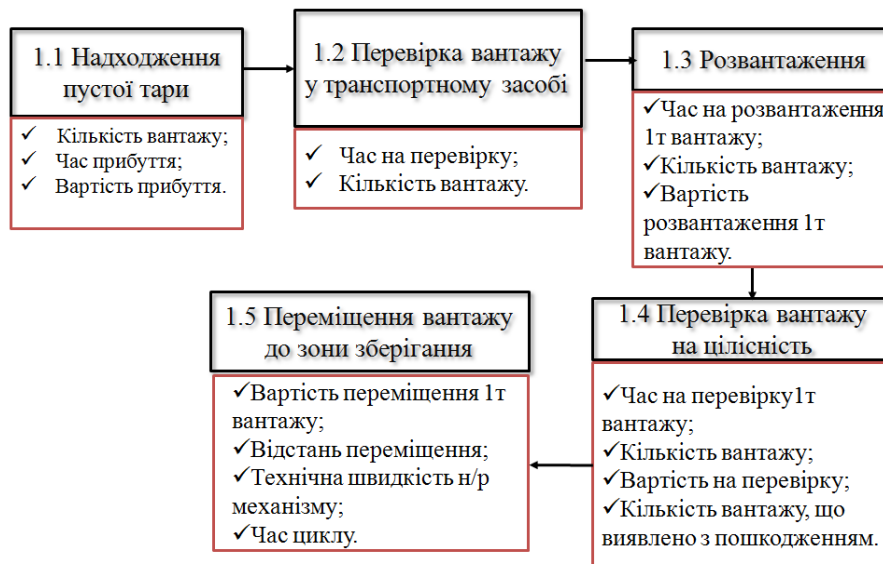 1.1 Надходження
пустої тари
✓ Кількість вантажу;
✓ Час прибуття;
✓ Вартість прибуття.
1.2 Перевірка вантажу
у транспортному засобі
✓ Час на перевірку;
✓ Кількість вантажу.
1.3 Розвантаження
✓Час на розвантаження
1т вантажу;
✓Кількість вантажу;
✓Вартість
розвантаження 1т
вантажу.
1.4 Перевірка вантажу
на цілісність
✓Час на перевірку1т
вантажу;
✓Кількість вантажу;
✓Вартість на перевірку;
✓Кількість вантажу, що
виявлено з пошкодженням.
1.5 Переміщення вантажу
до зони зберігання
✓Вартість переміщення 1т
вантажу;
✓Відстань переміщення;
✓Технічна швидкість н/р
механізму;
✓Час циклу.